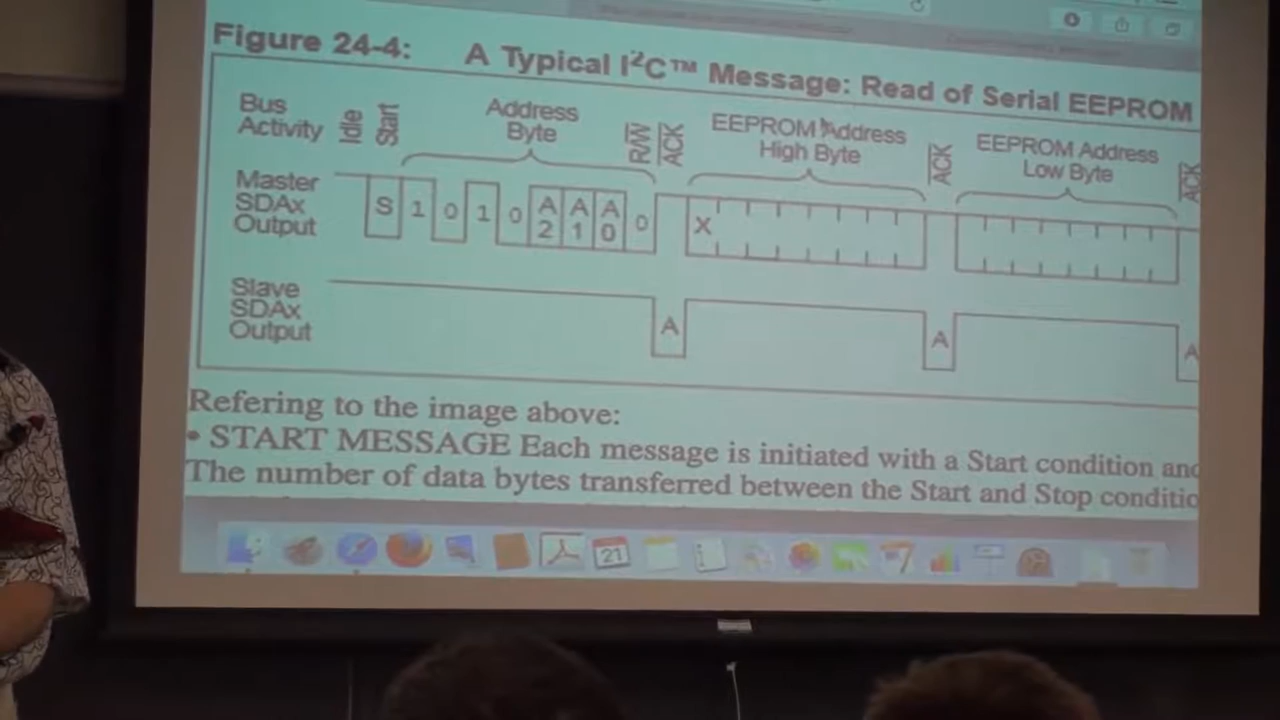 Figure 24-4: A Typical I²C™ Message: Read of Serial EEPROM
Bus Activity
Idle
Start
Address Byte
R/W
ACK
EEPROM Address High Byte
ACK
EEPROM Address Low Byte
ACK
Master SDAx Output
S 1 0 1 0 A2 A1 A0 0 X
Slave SDAx Output
A A A
Refering to the image above:
• START MESSAGE Each message is initiated with a Start condition and
The number of data bytes transferred between the Start and Stop conditio
21